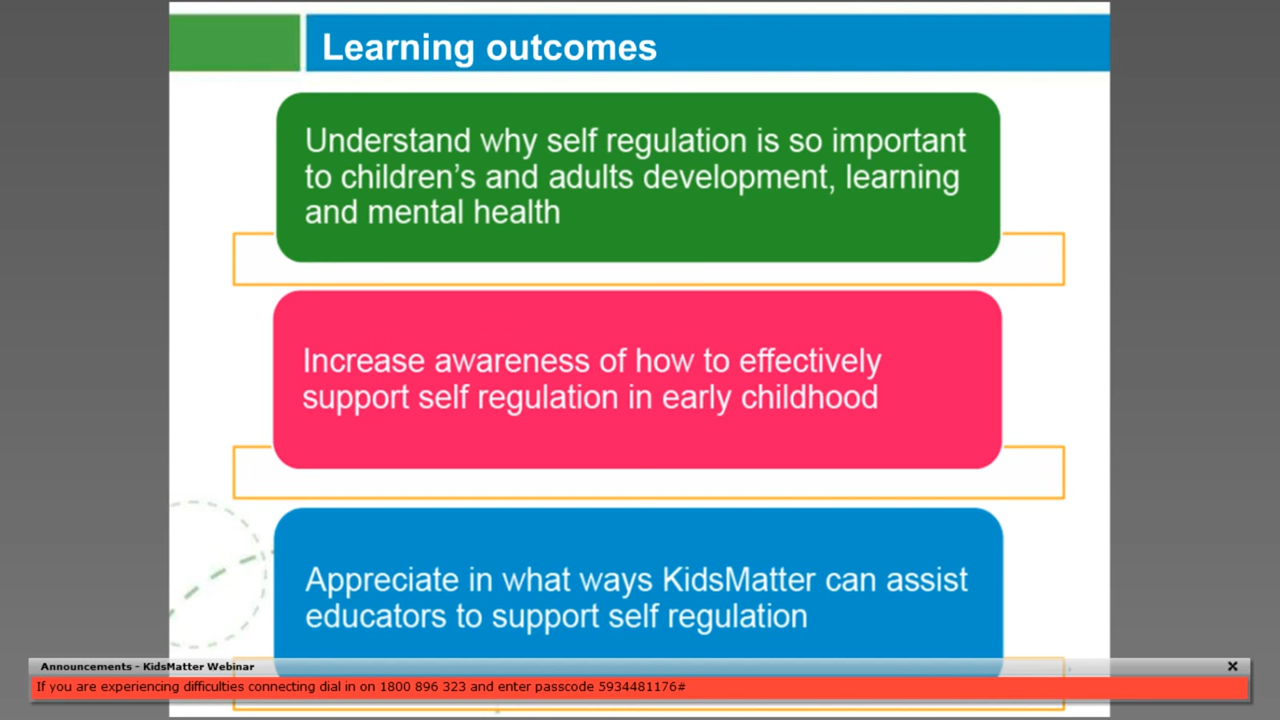 Learning outcomes
Understand why self regulation is so important
to children's and adults development, learning
and mental health
Increase awareness of how to effectively
support self regulation in early childhood
Appreciate in what ways KidsMatter can assist
educators to support self regulation
Announcements - KidsMatter Webinar
If you are experiencing difficulties connecting dial in on 1800 896 323 and enter passcode 5934481176#